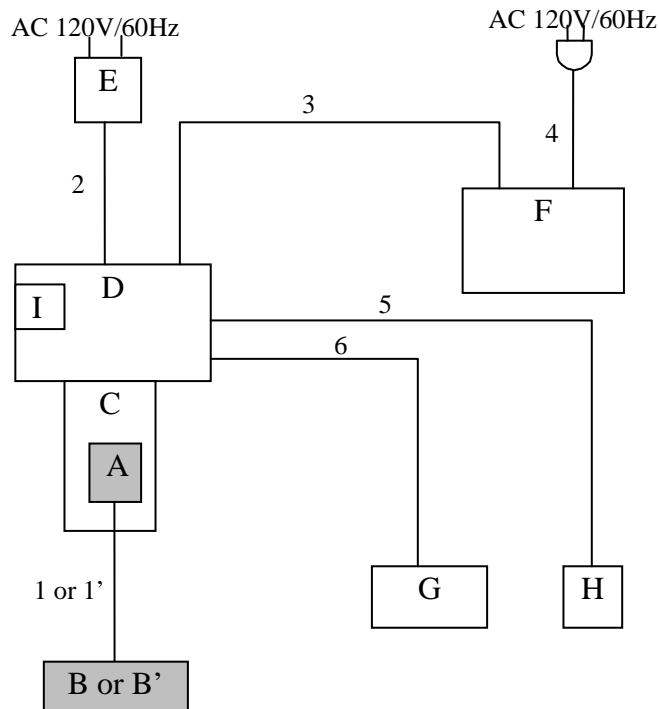 AC 120V/60Hz
AC 120V/60Hz
E
3
4
2
F
D
I
5
6
C
A
1 or 1’
G
H
B or B’